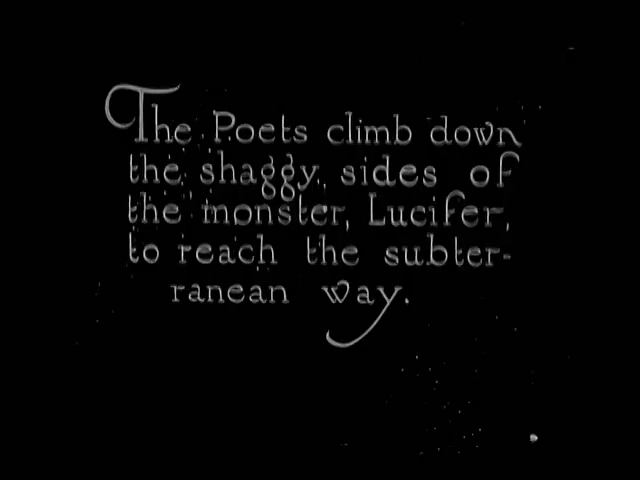 The Poets climb down
the shaggy sides of
the monster, Lucifer,
to reach the subter-
ranean way.